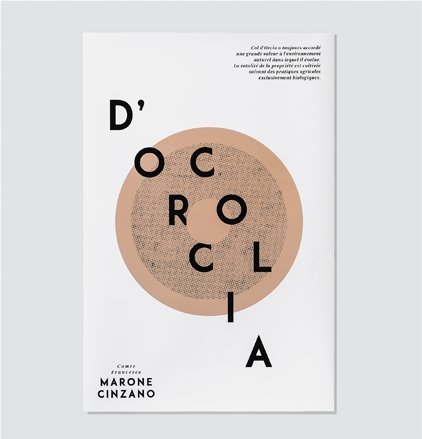 Col d'Orcia a toujours accordé
une grande valeur à l'environnement
naturel dans lequel il évolue.
La totalité de la propriété est cultivée
suivant des pratiques agricoles
exclusivement biologiques.
D'
O C
R O
C L
I
A
Comte
Francesco
MARONE
CINZANO